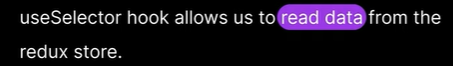 useSelector hook allows us to read data from the
redux store.